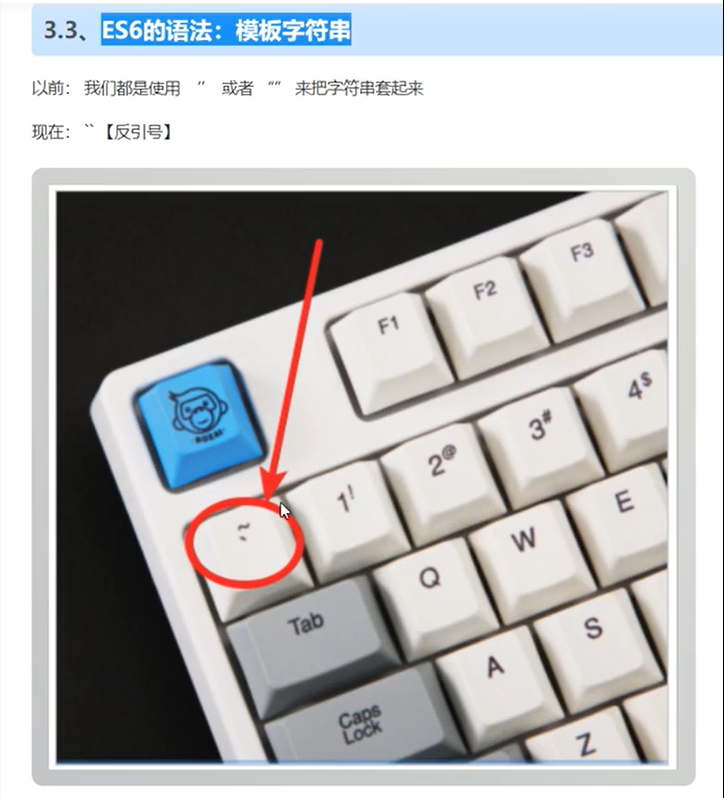 3.3、ES6的语法：模板字符串
以前： 我们都是使用 ‘’ 或者 “” 来把字符串套起来
现在： ``【反引号】
F1
F2
F3
~
`
1!
2@
3#
4$
Tab
Q
W
E
Caps
Lock
A
S
Z